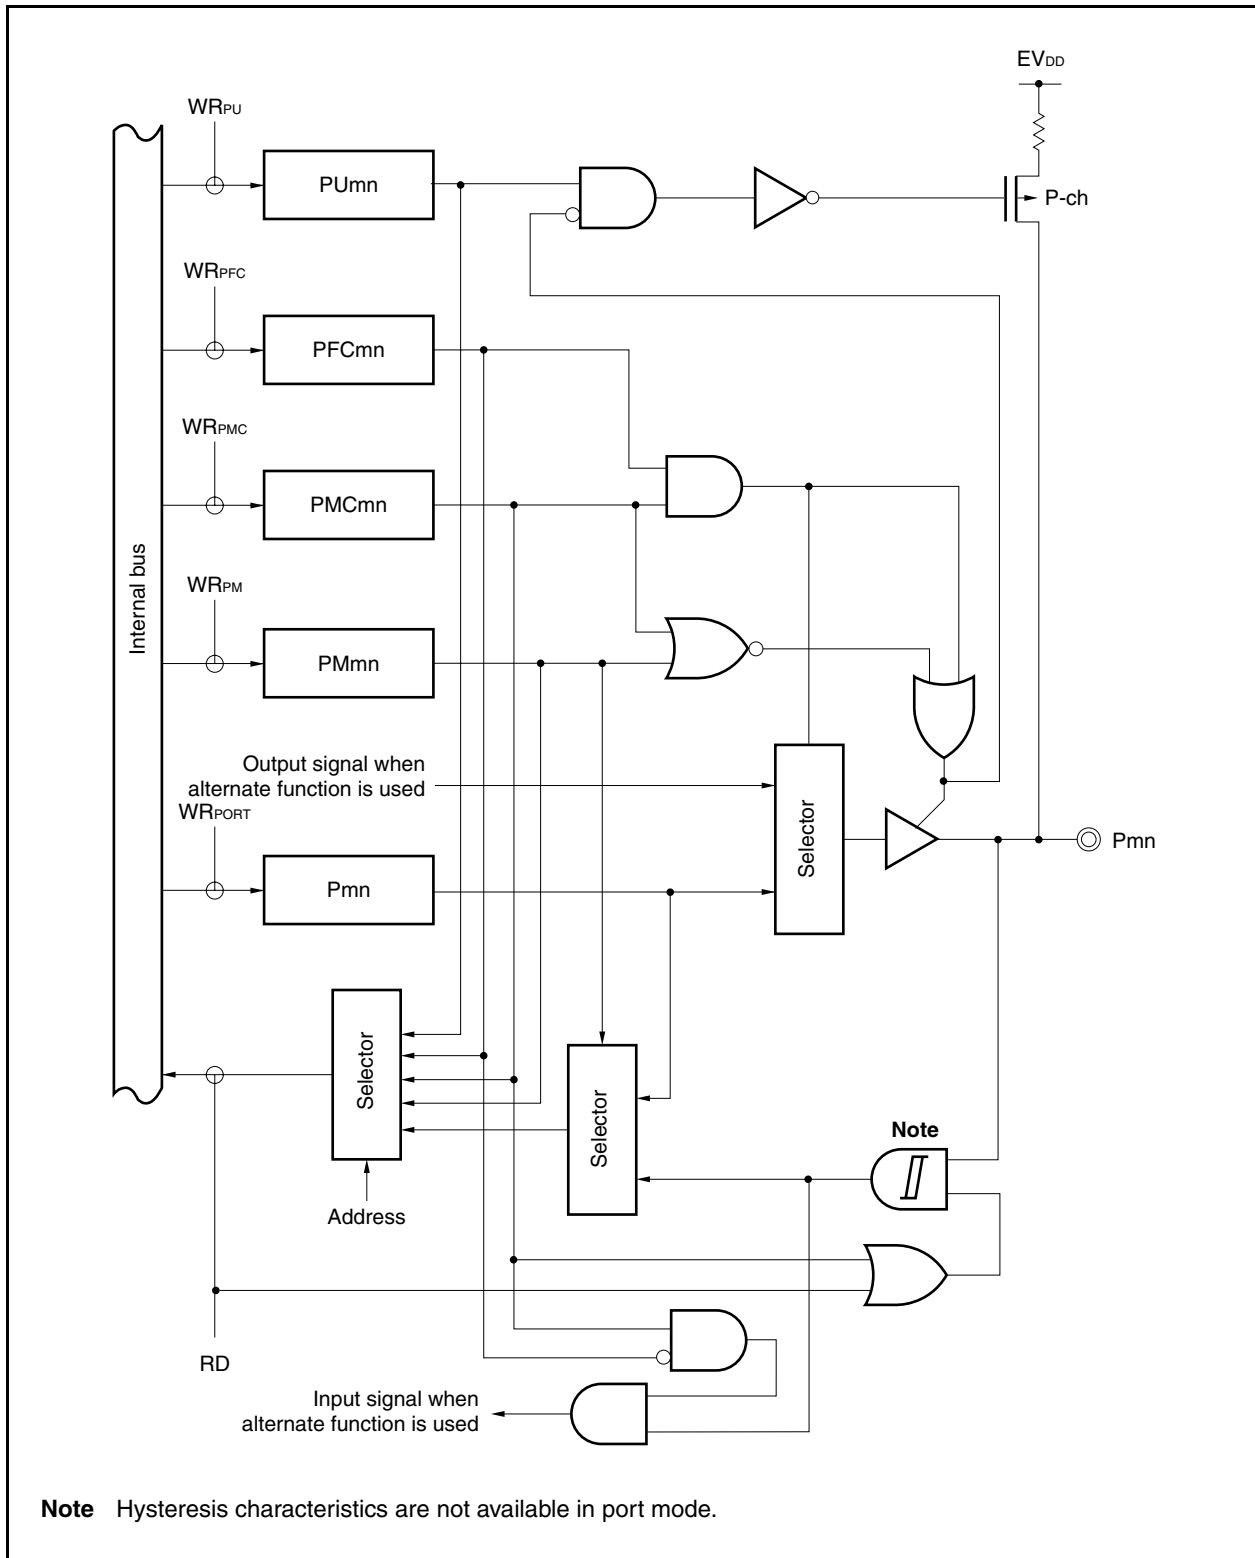 EVDD
WRPU
PUmn
P-ch
WRPFC
PFCmn
WRPMC
PMCmn
Internal bus
WRPM
PMmn
Output signal when
alternate function is used
WRPORT
Selector
Pmn
Pmn
Selector
Selector
Note
Address
RD
Input signal when
alternate function is used
Note Hysteresis characteristics are not available in port mode.